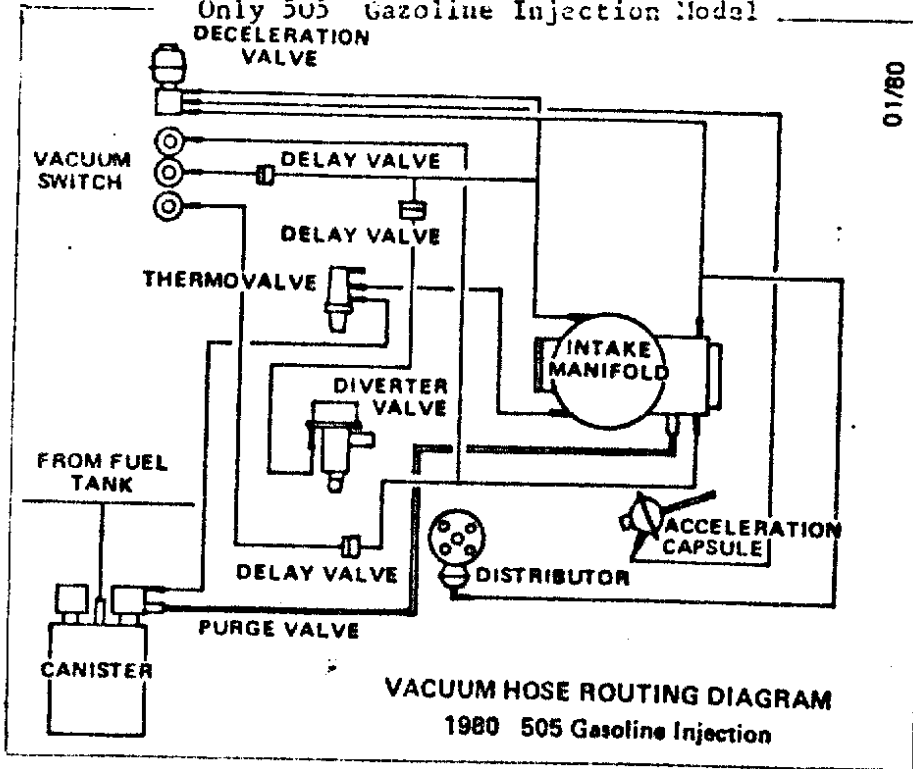 Only 505 Gazoline Injection Model
DECELERATION
VALVE
01/80
VACUUM
SWITCH
DELAY VALVE
DELAY VALVE
THERMOVALVE
INTAKE
MANIFOLD
DIVERTER
VALVE
FROM FUEL
TANK
ACCELERATION
CAPSULE
DELAY VALVE
DISTRIBUTOR
PURGE VALVE
CANISTER
VACUUM HOSE ROUTING DIAGRAM
1980 505 Gasoline Injection